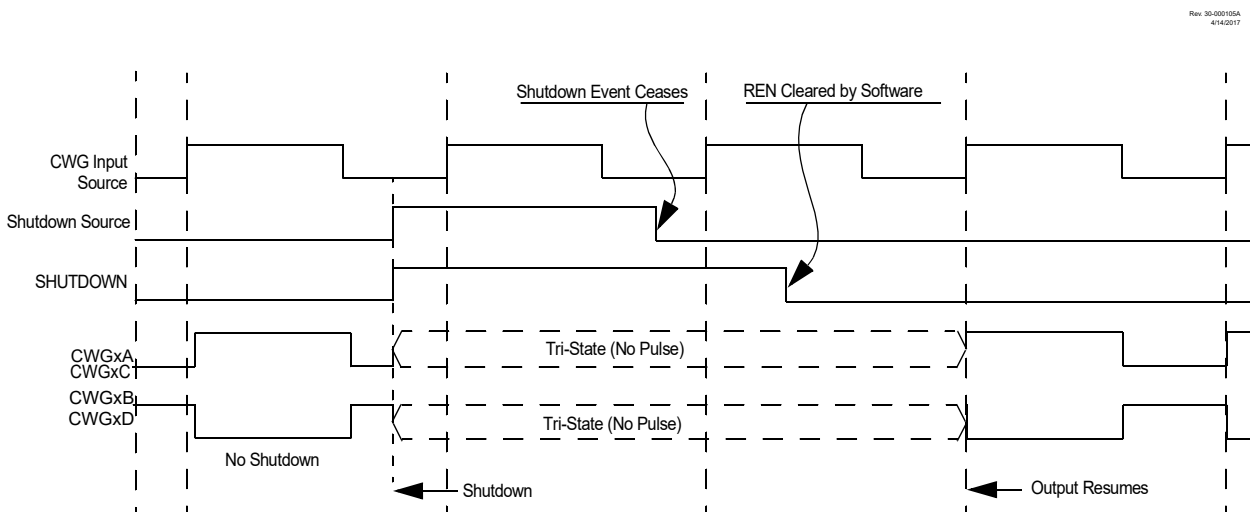 Rev. 30-000105A
4/14/2017
Shutdown Event Ceases
REN Cleared by Software
CWG Input
Source
Shutdown Source
SHUTDOWN
CWGxA
CWGxC
Tri-State (No Pulse)
CWGxB
CWGxD
Tri-State (No Pulse)
No Shutdown
Shutdown
Output Resumes